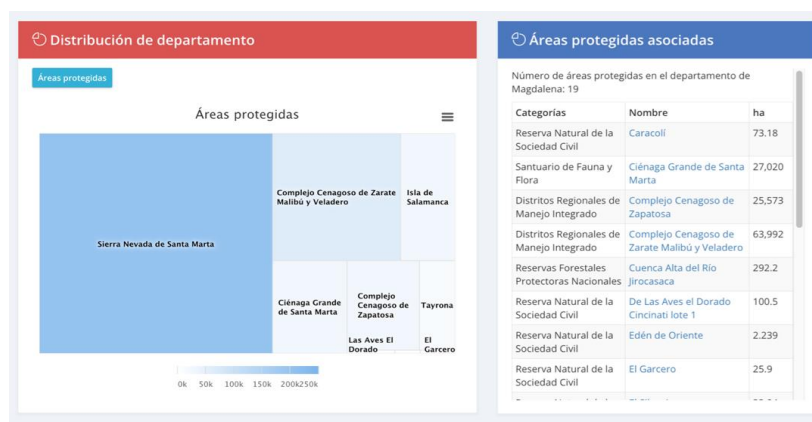 Distribución de departamento
Áreas protegidas
Áreas protegidas
Sierra Nevada de Santa Marta
Complejo Cenagoso de Zarate
Malibú y Veladero
Isla de
Salamanca
Ciénaga Grande
de Santa Marta
Complejo
Cenagoso de
Zapatosa
Tayrona
Las Aves El
Dorado
El
Garcero
0k 50k 100k 150k 200k250k
Áreas protegidas asociadas
Número de áreas protegidas en el departamento de
Magdalena: 19
Categorías Nombre ha
Reserva Natural de la Caracolí 73.18
Sociedad Civil
Santuario de Fauna y Ciénaga Grande de Santa 27,020
Flora Marta
Distritos Regionales de Complejo Cenagoso de 25,573
Manejo Integrado Zapatosa
Distritos Regionales de Complejo Cenagoso de 63,992
Manejo Integrado Zarate Malibú y Veladero
Reservas Forestales Cuenca Alta del Río 292.2
Protectoras Nacionales Jirocasaca
Reserva Natural de la De Las Aves el Dorado 100.5
Sociedad Civil Cincinati lote 1
Reserva Natural de la Edén de Oriente 2.239
Sociedad Civil
Reserva Natural de la El Garcero 25.9
Sociedad Civil